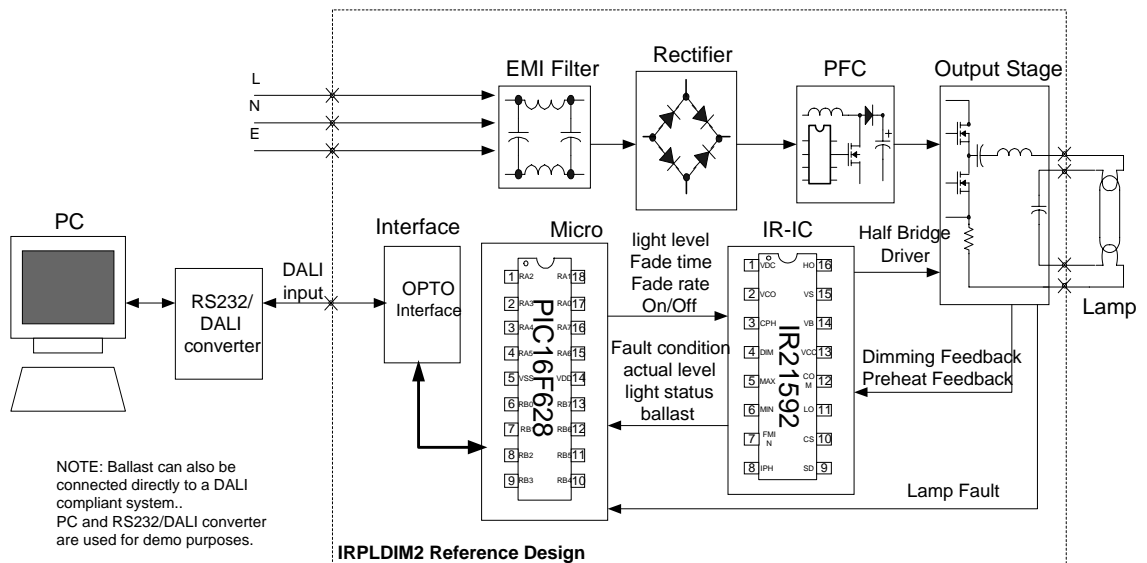 L
N
E
EMI Filter
Rectifier
PFC
Output Stage
+
PC
RS232/
DALI
converter
DALI
input
Interface
OPTO
Interface
Micro
PIC16F628
1 RA2
2 RA3
3 RA4
4 RA5
5 VSS
6 RB0
7 RB1
8 RB2
9 RB3
RA1 18
RA0 17
RA7 16
RA6 15
VDD 14
RB7 13
RB6 12
RB5 11
RB4 10
light level
Fade time
Fade rate
On/Off
Fault condition
actual level
light status
ballast
IR-IC
IR21592
1 VDC
2 VCO
3 CPH
4 DIM
5 MAX
6 MIN
7 FMI
N
8 IPH
HO 16
VS 15
VB 14
VCC 13
CO
M 12
LO 11
CS 10
SD 9
Half Bridge
Driver
Dimming Feedback
Preheat Feedback
Lamp Fault
Lamp
NOTE: Ballast can also be
connected directly to a DALI
compliant system..
PC and RS232/DALI converter
are used for demo purposes.
IRPLDIM2 Reference Design